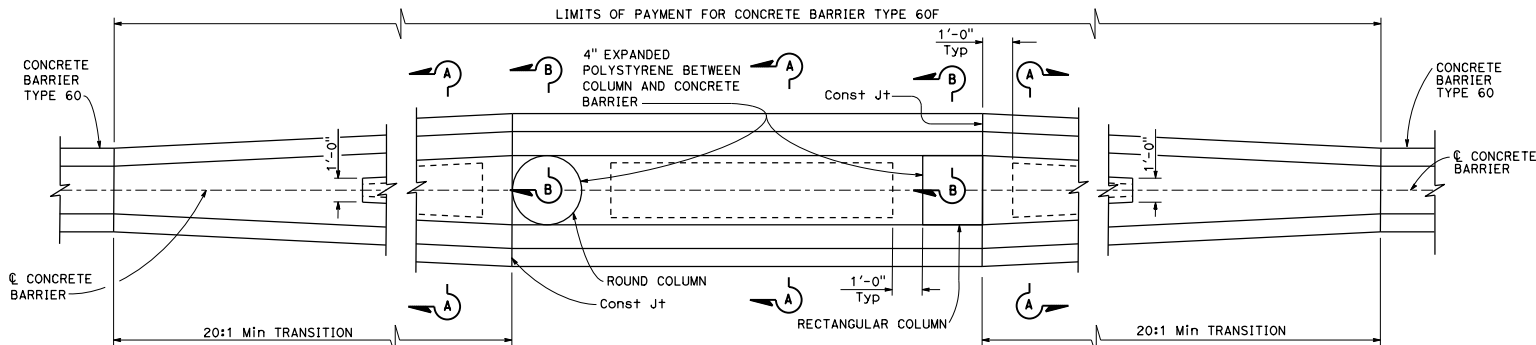 LIMITS OF PAYMENT FOR CONCRETE BARRIER TYPE 60F
CONCRETE
BARRIER
TYPE 60
4" EXPANDED
POLYSTYRENE BETWEEN
COLUMN AND CONCRETE
BARRIER
1'-0"
Typ
CONCRETE
BARRIER
TYPE 60
A
B
A
B
A
Const Jt
1'-0"
1'-0"
B
B
℄ CONCRETE
BARRIER
℄ CONCRETE
BARRIER
ROUND COLUMN
Const Jt
1'-0"
Typ
RECTANGULAR COLUMN
A
A
A
20:1 Min TRANSITION
20:1 Min TRANSITION